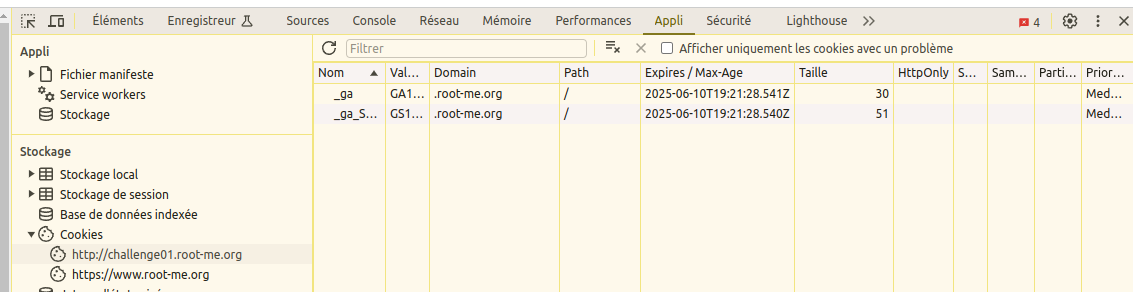 Éléments Enregistreur Sources Console Réseau Mémoire Performances Appli Sécurité Lighthouse 4
Appli
Fichier manifeste
Service workers
Stockage
Stockage
Stockage local
Stockage de session
Base de données indexée
Cookies
http://challenge01.root-me.org
https://www.root-me.org
Filtrer Afficher uniquement les cookies avec un problème
Nom Val... Domain Path Expires / Max-Age Taille HttpOnly S... Sam... Parti... Prior...
_ga GA1... .root-me.org / 2025-06-10T19:21:28.541Z 30 Med...
_ga_S... GS1... .root-me.org / 2025-06-10T19:21:28.540Z 51 Med...